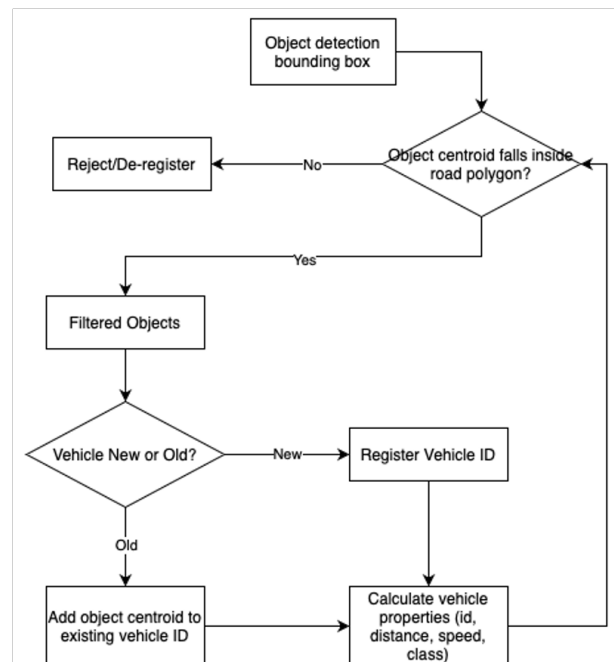 Object detection
bounding box
Object centroid falls inside
road polygon?
Reject/De-register
No
Yes
Filtered Objects
Vehicle New or Old?
New
Register Vehicle ID
Old
Add object centroid to
existing vehicle ID
Calculate vehicle
properties (id,
distance, speed,
class)